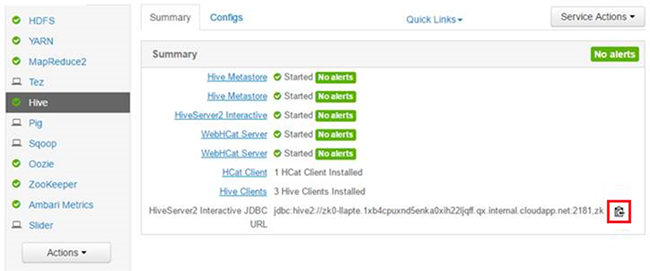 HDFS
YARN
MapReduce2
Tez
Hive
Pig
Sqoop
Oozie
ZooKeeper
Ambari Metrics
Slider
Actions
Summary Configs Quick Links Service Actions
Summary No alerts
Hive Metastore Started No alerts
Hive Metastore Started No alerts
HiveServer2 Interactive Started No alerts
WebHCat Server Started No alerts
WebHCat Server Started No alerts
HCat Client 1 HCat Client Installed
Hive Clients 3 Hive Clients Installed
HiveServer2 Interactive JDBC jdbc:hive2://zk0-llapte.1xb4cpuxnd5enka0xih22ljqff.qx.internal.cloudapp.net:2181,zk
URL